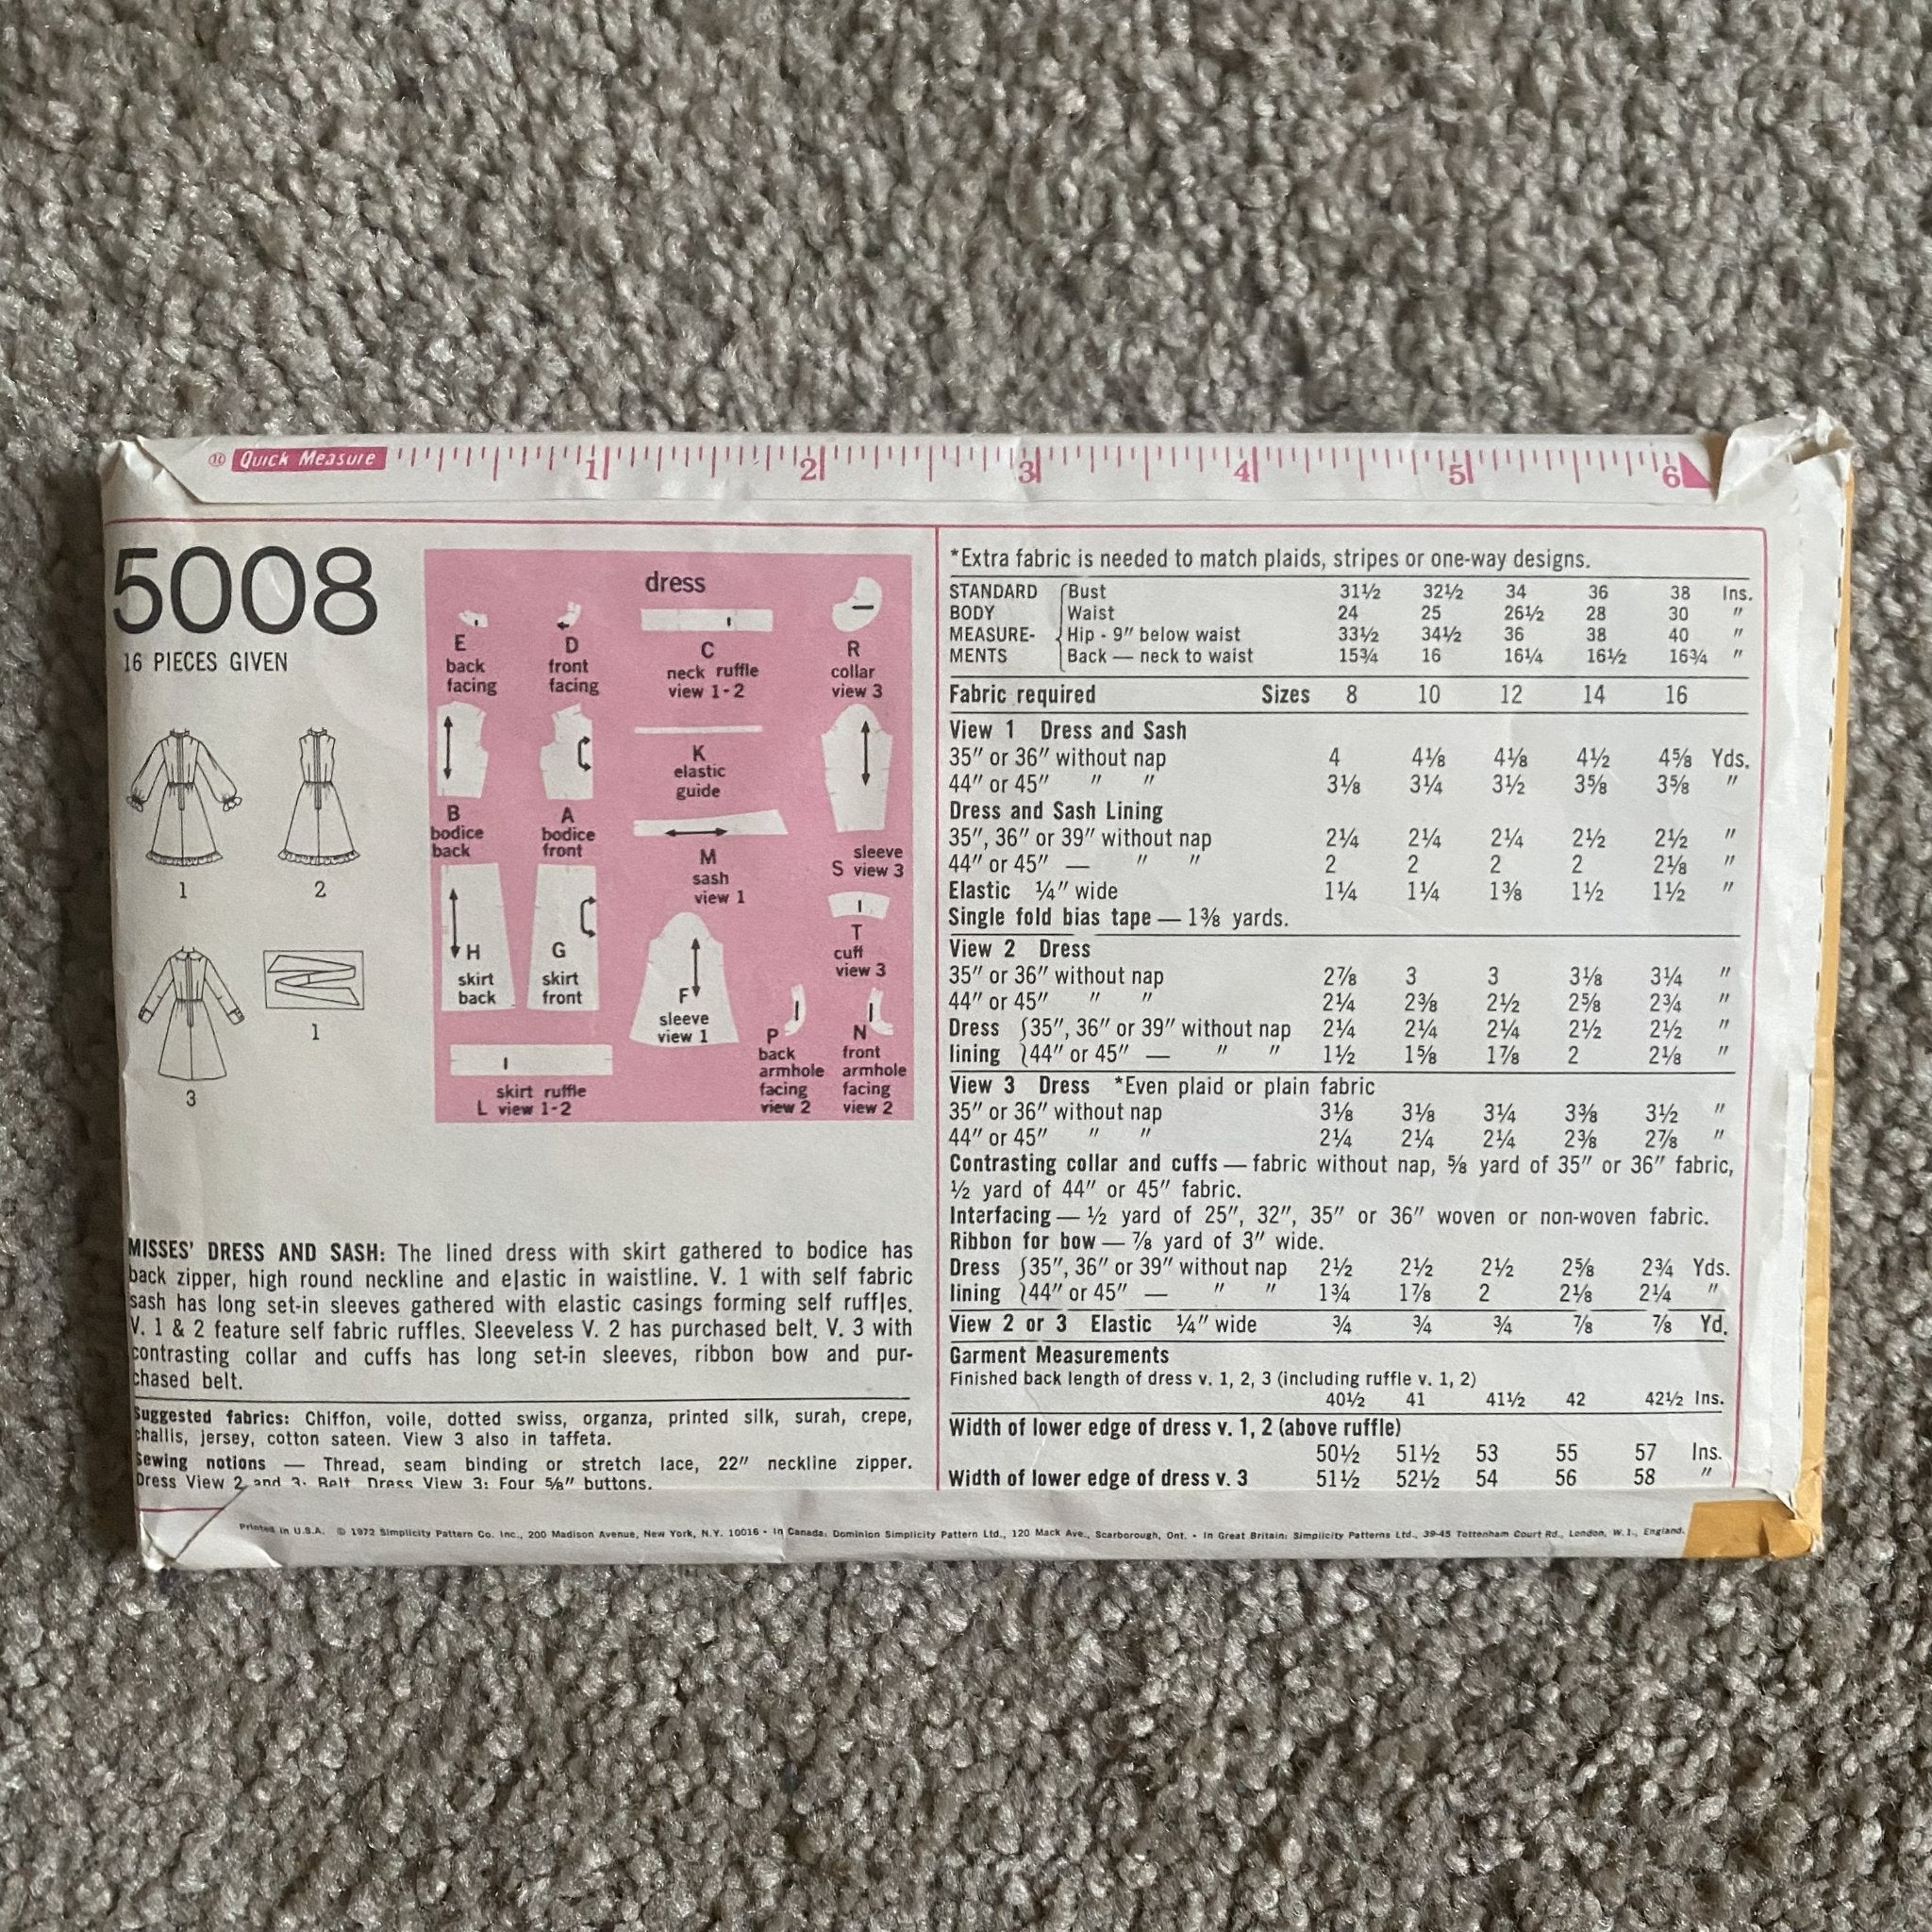 Quick Measure 1 2 3 4 5 6
5008
16 PIECES GIVEN
1
2
3
1
dress
E
back
facing
D
front
facing
C
neck ruffle
view 1-2
R
collar
view 3
B
bodice
back
A
bodice
front
K
elastic
guide
M
sash
view 1
sleeve
S view 3
H
skirt
back
G
skirt
front
F
sleeve
view 1
T
cuff
view 3
P
back
armhole
facing
view 2
N
front
armhole
facing
view 2
skirt ruffle
L view 1-2
MISSES' DRESS AND SASH: The lined dress with skirt gathered to bodice has
back zipper, high round neckline and elastic in waistline. V. 1 with self fabric
sash has long set-in sleeves gathered with elastic casings forming self ruffles.
V. 1 & 2 feature self fabric ruffles. Sleeveless V. 2 has purchased belt. V. 3 with
contrasting collar and cuffs has long set-in sleeves, ribbon bow and pur-
chased belt.
Suggested fabrics: Chiffon, voile, dotted swiss, organza, printed silk, surah, crepe,
challis, jersey, cotton sateen. View 3 also in taffeta.
Sewing notions — Thread, seam binding or stretch lace, 22" neckline zipper.
Dress View 2 and 3: Belt Dress View 3: Four 5/8" buttons.
*Extra fabric is needed to match plaids, stripes or one-way designs.
STANDARD Bust 31½ 32½ 34 36 38 Ins.
BODY Waist 24 25 26½ 28 30 "
MEASURE- Hip - 9" below waist 33½ 34½ 36 38 40 "
MENTS Back — neck to waist 15¾ 16 16¼ 16½ 16¾ "
Fabric required Sizes 8 10 12 14 16
View 1 Dress and Sash
35" or 36" without nap 4 4⅛ 4⅛ 4½ 4⅝ Yds.
44" or 45" " " 3⅛ 3¼ 3½ 3⅝ 3⅝ "
Dress and Sash Lining
35", 36" or 39" without nap 2¼ 2¼ 2¼ 2½ 2½ "
44" or 45" — " " 2 2 2 2 2⅛ "
Elastic ¼" wide 1¼ 1¼ 1⅜ 1½ 1½ "
Single fold bias tape — 1⅜ yards.
View 2 Dress
35" or 36" without nap 2⅞ 3 3 3⅛ 3¼ "
44" or 45" " " 2¼ 2⅜ 2½ 2⅝ 2¾ "
Dress {35", 36" or 39" without nap 2¼ 2¼ 2¼ 2½ 2½ "
lining }44" or 45" — " " 1½ 1⅝ 1⅞ 2 2⅛ "
View 3 Dress *Even plaid or plain fabric
35" or 36" without nap 3⅛ 3⅛ 3¼ 3⅜ 3½ "
44" or 45" " " 2¼ 2¼ 2¼ 2⅜ 2⅞ "
Contrasting collar and cuffs — fabric without nap, ⅝ yard of 35" or 36" fabric,
½ yard of 44" or 45" fabric.
Interfacing — ½ yard of 25", 32", 35" or 36" woven or non-woven fabric.
Ribbon for bow — ⅞ yard of 3" wide.
Dress {35", 36" or 39" without nap 2½ 2½ 2½ 2⅝ 2¾ Yds.
lining }44" or 45" — " " 1¾ 1⅞ 2 2⅛ 2¼ "
View 2 or 3 Elastic ¼" wide ¾ ¾ ¾ ⅞ ⅞ Yd.
Garment Measurements
Finished back length of dress v. 1, 2, 3 (including ruffle v. 1, 2)
40½ 41 41½ 42 42½ Ins.
Width of lower edge of dress v. 1, 2 (above ruffle)
50½ 51½ 53 55 57 Ins.
Width of lower edge of dress v. 3 51½ 52½ 54 56 58 "
Printed in U.S.A. © 1972 Simplicity Pattern Co. Inc., 200 Madison Avenue, New York, N.Y. 10016 • In Canada: Dominion Simplicity Pattern Ltd., 120 Mack Ave., Scarborough, Ont. • In Great Britain: Simplicity Patterns Ltd., 39-45 Tottenham Court Rd., London, W.1., England.